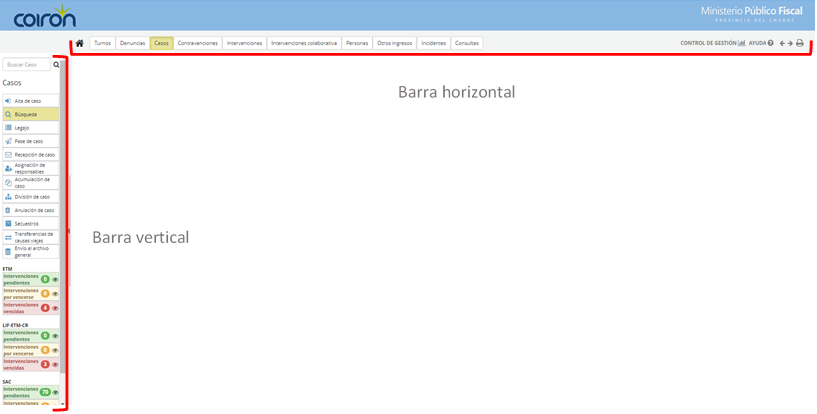 COIRÓN
Ministerio Público Fiscal
PROVINCIA DEL CHUBUT
Turnos Denuncias Casos Contravenciones Intervenciones Intervenciones colaborativa Personas Otros ingresos Incidentes Consultas CONTROL DE GESTIÓN AYUDA
Buscar Caso
Casos
Barra horizontal
Alta de caso
Búsqueda
Legajo
Pase de caso
Recepción de caso
Asignación de
responsables
Acumulación de
caso
División de caso
Anulación de caso
Secuestros
Transferencias de
causas viejas
Barra vertical
Envío al archivo
general
ETM
Intervenciones
pendientes 0
Intervenciones
por vencerse 0
Intervenciones
vencidas 4
LIF-ETM-CR
Intervenciones
pendientes 0
Intervenciones
por vencerse 0
Intervenciones
vencidas 3
SAC
Intervenciones
pendientes 70
Intervenciones